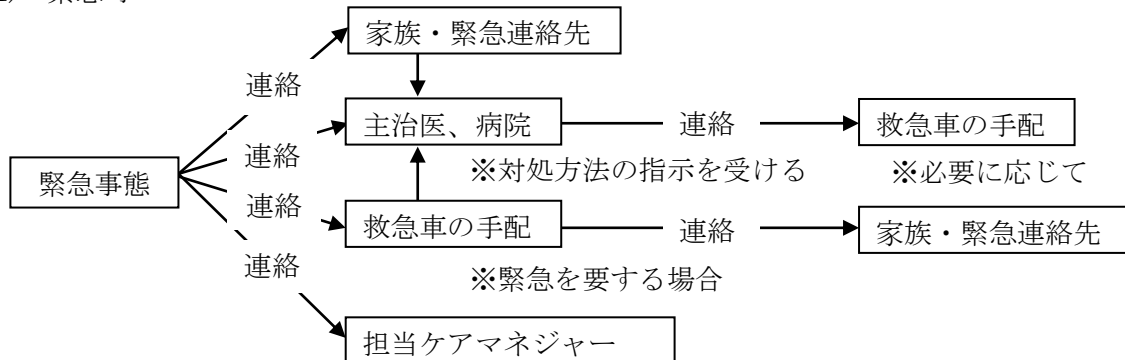 家族・緊急連絡先
連絡
主治医、病院 連絡 救急車の手配
連絡
※対処方法の指示を受ける ※必要に応じて
緊急事態
連絡
救急車の手配 連絡 家族・緊急連絡先
連絡
※緊急を要する場合
担当ケアマネジャー